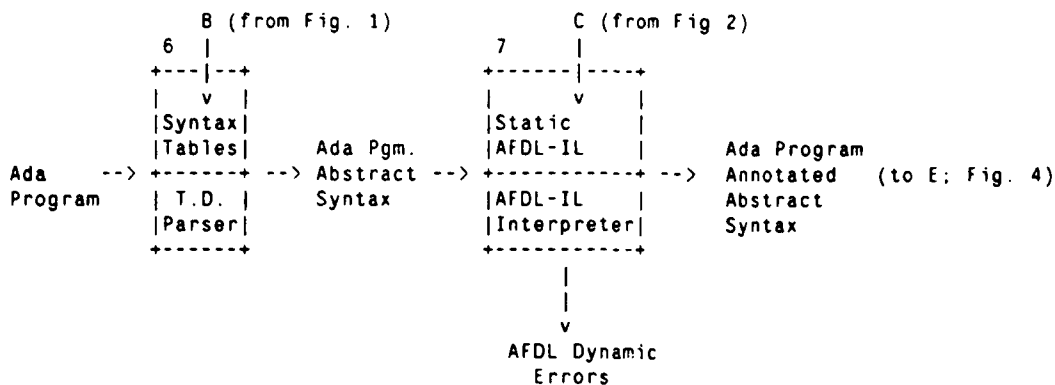 B (from Fig. 1) C (from Fig 2)
6 7
Syntax Static
Tables Ada Pgm. AFDL-IL Ada Program
Ada --> --> Abstract --> --> Annotated (to E; Fig. 4)
Program T.D. Syntax AFDL-IL Abstract
Parser Interpreter Syntax
AFDL Dynamic
Errors